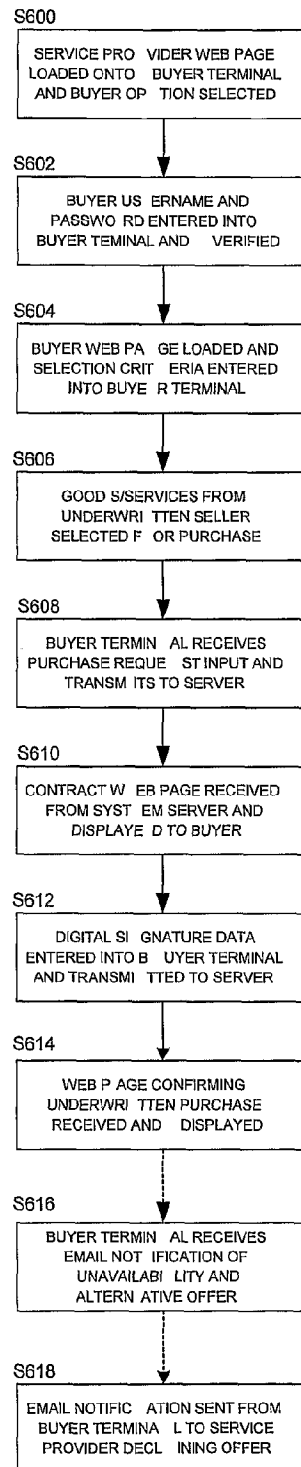 S600
SERVICE PRO VIDER WEB PAGE
LOADED ONTO BUYER TERMINAL
AND BUYER OP TION SELECTED
S602
BUYER US ERNAME AND
PASSWO RD ENTERED INTO
BUYER TEMINAL AND VERIFIED
S604
BUYER WEB PA GE LOADED AND
SELECTION CRIT ERIA ENTERED
INTO BUYE R TERMINAL
S606
GOOD S/SERVICES FROM
UNDERWRI TTEN SELLER
SELECTED F OR PURCHASE
S608
BUYER TERMIN AL RECEIVES
PURCHASE REQUE ST INPUT AND
TRANSM ITS TO SERVER
S610
CONTRACT W EB PAGE RECEIVED
FROM SYST EM SERVER AND
DISPLAYE D TO BUYER
S612
DIGITAL SI GNATURE DATA
ENTERED INTO B UYER TERMINAL
AND TRANSMI TTED TO SERVER
S614
WEB P AGE CONFIRMING
UNDERWRI TTEN PURCHASE
RECEIVED AND DISPLAYED
S616
BUYER TERMIN AL RECEIVES
EMAIL NOT IFICATION OF
UNAVAILABI LITY AND
ALTERN ATIVE OFFER
S618
EMAIL NOTIFIC ATION SENT FROM
BUYER TERMINA L TO SERVICE
PROVIDER DECL INING OFFER